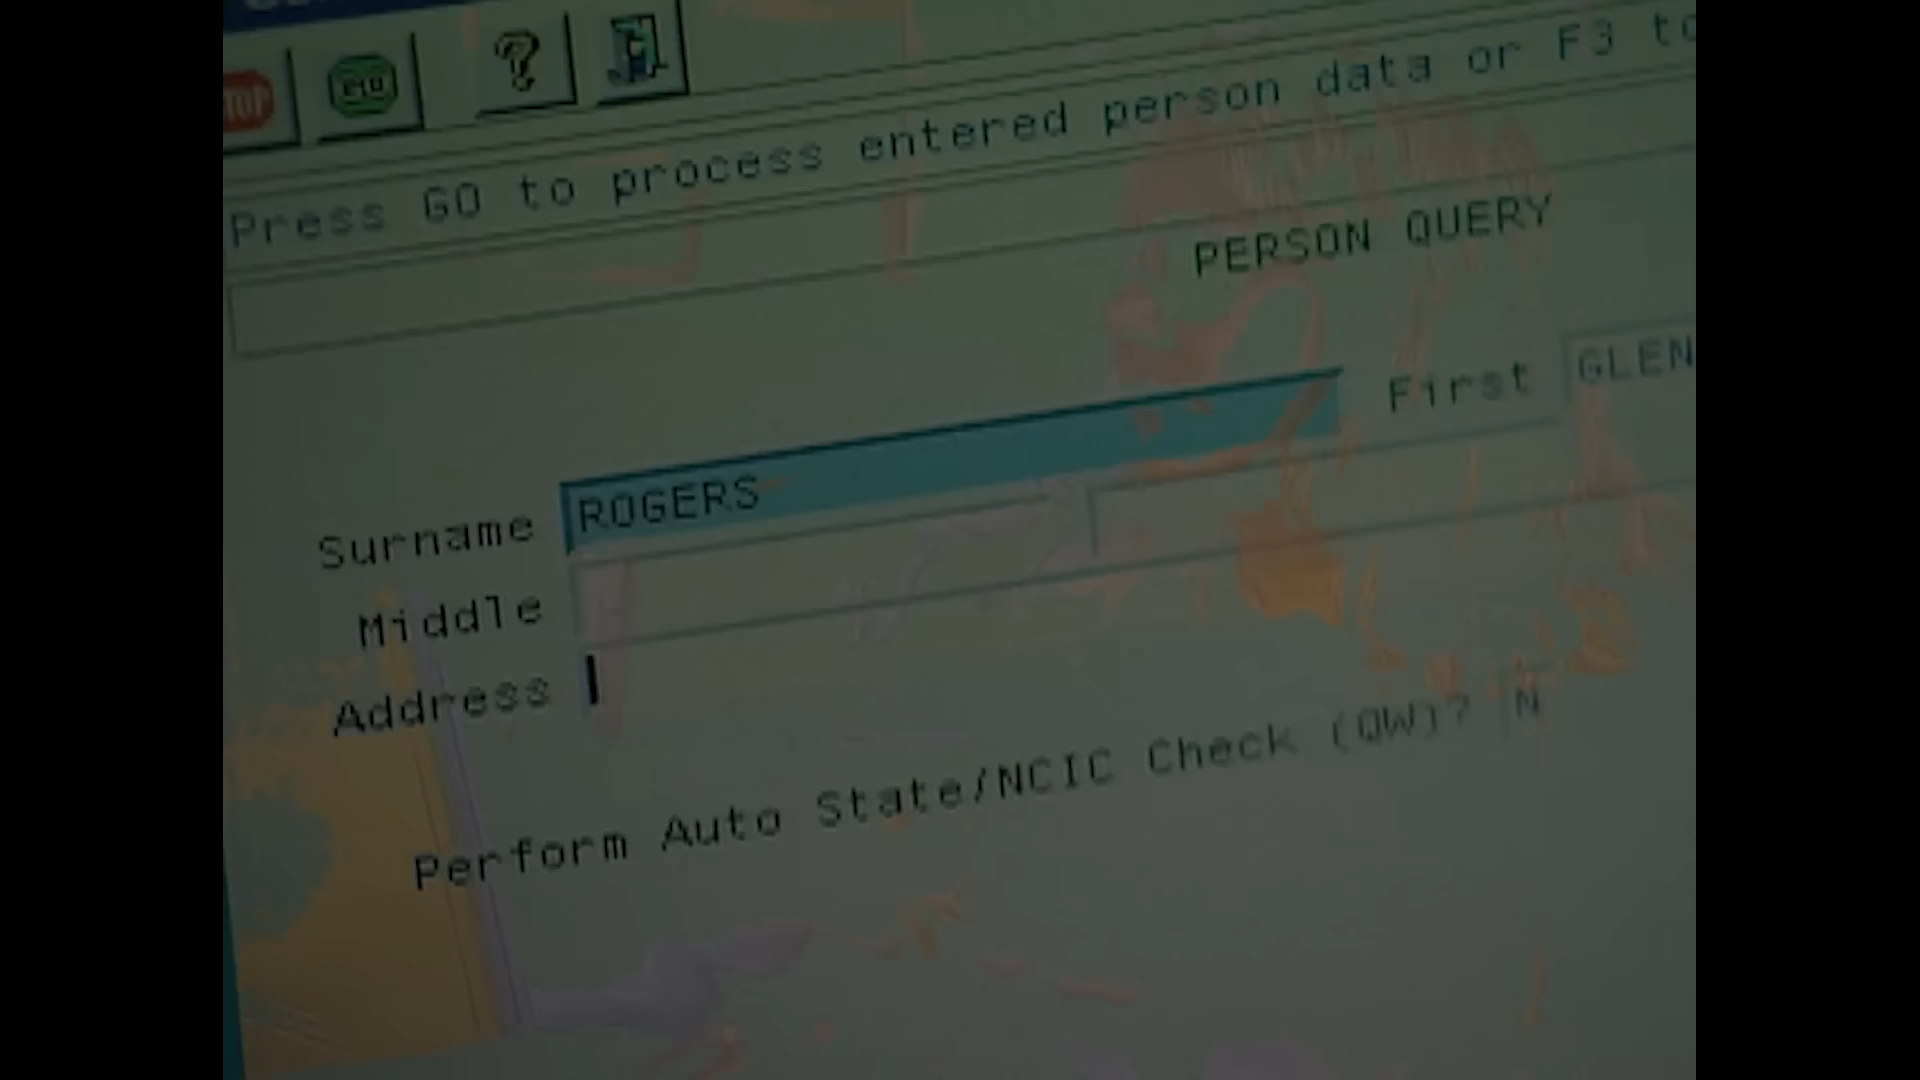 TOP
Press GO to process entered person data or F3 to
PERSON QUERY
Surname ROGERS First GLEN
Middle
Address
Perform Auto State/NCIC Check (QW)? N